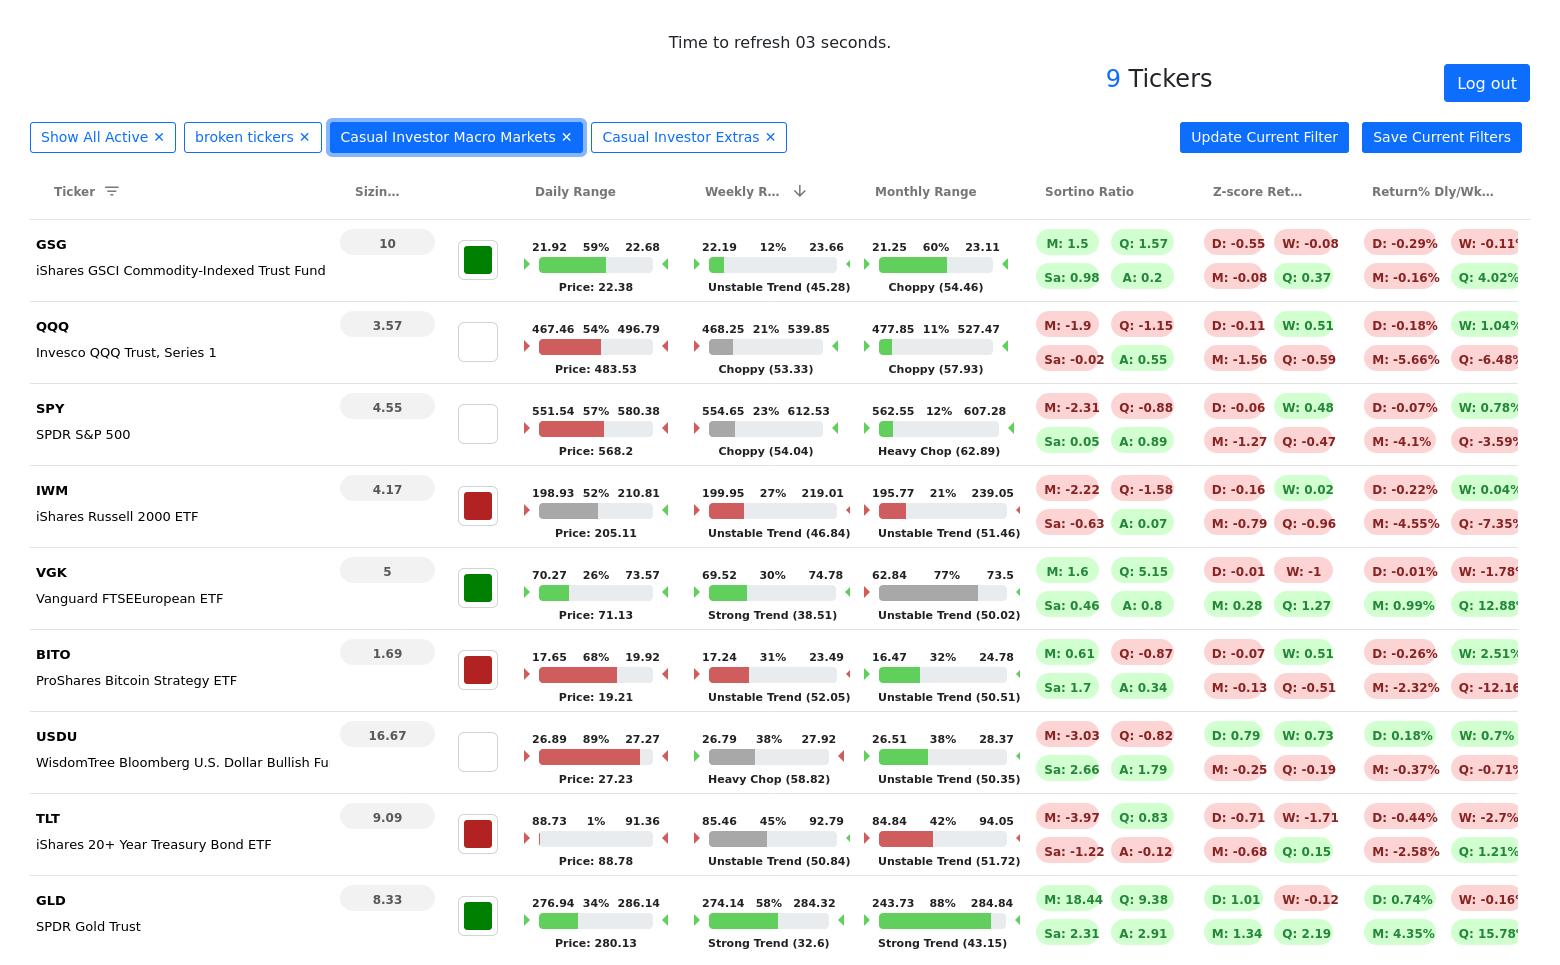 Time to refresh 03 seconds.
9 Tickers
Log out
Show All Active ✕ broken tickers ✕ Casual Investor Macro Markets ✕ Casual Investor Extras ✕ Update Current Filter Save Current Filters
Ticker Sizin... Daily Range Weekly R... Monthly Range Sortino Ratio Z-score Ret... Return% Dly/Wk...
GSG 10 21.92 59% 22.68 22.19 12% 23.66 21.25 60% 23.11 M: 1.5 Q: 1.57 D: -0.55 W: -0.08 D: -0.29% W: -0.11%
iShares GSCI Commodity-Indexed Trust Fund Price: 22.38 Unstable Trend (45.28) Choppy (54.46) Sa: 0.98 A: 0.2 M: -0.08 Q: 0.37 M: -0.16% Q: 4.02%
QQQ 3.57 467.46 54% 496.79 468.25 21% 539.85 477.85 11% 527.47 M: -1.9 Q: -1.15 D: -0.11 W: 0.51 D: -0.18% W: 1.04%
Invesco QQQ Trust, Series 1 Price: 483.53 Choppy (53.33) Choppy (57.93) Sa: -0.02 A: 0.55 M: -1.56 Q: -0.59 M: -5.66% Q: -6.48%
SPY 4.55 551.54 57% 580.38 554.65 23% 612.53 562.55 12% 607.28 M: -2.31 Q: -0.88 D: -0.06 W: 0.48 D: -0.07% W: 0.78%
SPDR S&P 500 Price: 568.2 Choppy (54.04) Heavy Chop (62.89) Sa: 0.05 A: 0.89 M: -1.27 Q: -0.47 M: -4.1% Q: -3.59%
IWM 4.17 198.93 52% 210.81 199.95 27% 219.01 195.77 21% 239.05 M: -2.22 Q: -1.58 D: -0.16 W: 0.02 D: -0.22% W: 0.04%
iShares Russell 2000 ETF Price: 205.11 Unstable Trend (46.84) Unstable Trend (51.46) Sa: -0.63 A: 0.07 M: -0.79 Q: -0.96 M: -4.55% Q: -7.35%
VGK 5 70.27 26% 73.57 69.52 30% 74.78 62.84 77% 73.5 M: 1.6 Q: 5.15 D: -0.01 W: -1 D: -0.01% W: -1.78%
Vanguard FTSEEuropean ETF Price: 71.13 Strong Trend (38.51) Unstable Trend (50.02) Sa: 0.46 A: 0.8 M: 0.28 Q: 1.27 M: 0.99% Q: 12.88%
BITO 1.69 17.65 68% 19.92 17.24 31% 23.49 16.47 32% 24.78 M: 0.61 Q: -0.87 D: -0.07 W: 0.51 D: -0.26% W: 2.51%
ProShares Bitcoin Strategy ETF Price: 19.21 Unstable Trend (52.05) Unstable Trend (50.51) Sa: 1.7 A: 0.34 M: -0.13 Q: -0.51 M: -2.32% Q: -12.16
USDU 16.67 26.89 89% 27.27 26.79 38% 27.92 26.51 38% 28.37 M: -3.03 Q: -0.82 D: 0.79 W: 0.73 D: 0.18% W: 0.7%
WisdomTree Bloomberg U.S. Dollar Bullish Fu Price: 27.23 Heavy Chop (58.82) Unstable Trend (50.35) Sa: 2.66 A: 1.79 M: -0.25 Q: -0.19 M: -0.37% Q: -0.71%
TLT 9.09 88.73 1% 91.36 85.46 45% 92.79 84.84 42% 94.05 M: -3.97 Q: 0.83 D: -0.71 W: -1.71 D: -0.44% W: -2.7%
iShares 20+ Year Treasury Bond ETF Price: 88.78 Unstable Trend (50.84) Unstable Trend (51.72) Sa: -1.22 A: -0.12 M: -0.68 Q: 0.15 M: -2.58% Q: 1.21%
GLD 8.33 276.94 34% 286.14 274.14 58% 284.32 243.73 88% 284.84 M: 18.44 Q: 9.38 D: 1.01 W: -0.12 D: 0.74% W: -0.16%
SPDR Gold Trust Price: 280.13 Strong Trend (32.6) Strong Trend (43.15) Sa: 2.31 A: 2.91 M: 1.34 Q: 2.19 M: 4.35% Q: 15.78%